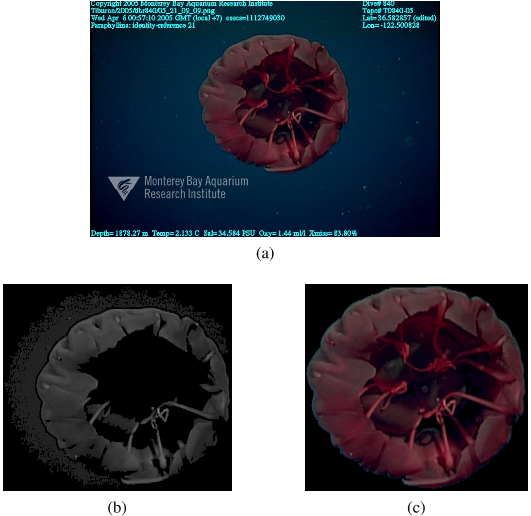 Copyright 2005 Monterey Bay Aquarium Research Institute
Dive# 840
Tiburon/2005/tibr840/05_21_09_09.png
Tape# T0840-05
Wed Apr 6 00:57:10 2005 GMT (local +7) esecs=1112749030
Lat= 36.582857 (edited)
Paraphyllina: identity-reference 21
Lon= -122.500828
Monterey Bay Aquarium
Research Institute
Depth= 1878.27 m Temp= 2.133 C Sal= 34.584 PSU Oxy= 1.44 ml/l Xmiss= 83.80%
(a)
(b)
(c)